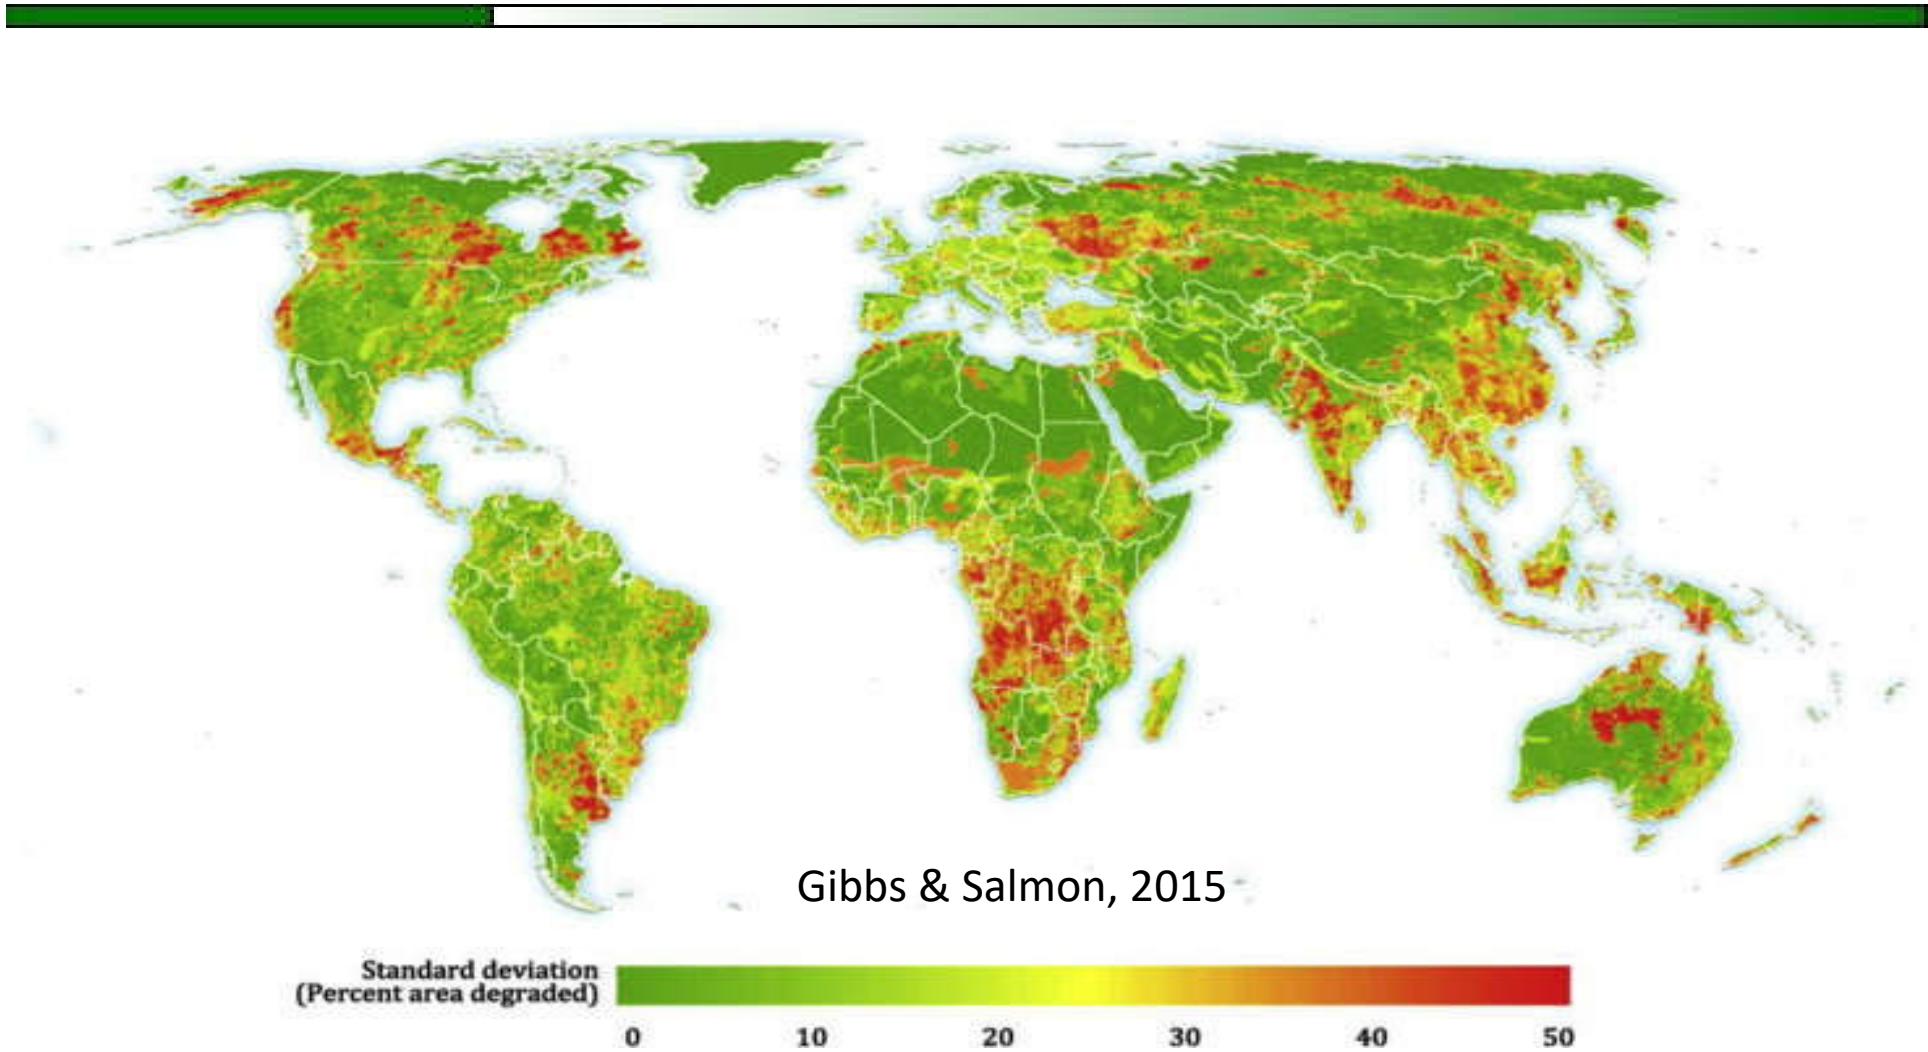 Gibbs & Salmon, 2015
Standard deviation
(Percent area degraded)
0 10 20 30 40 50